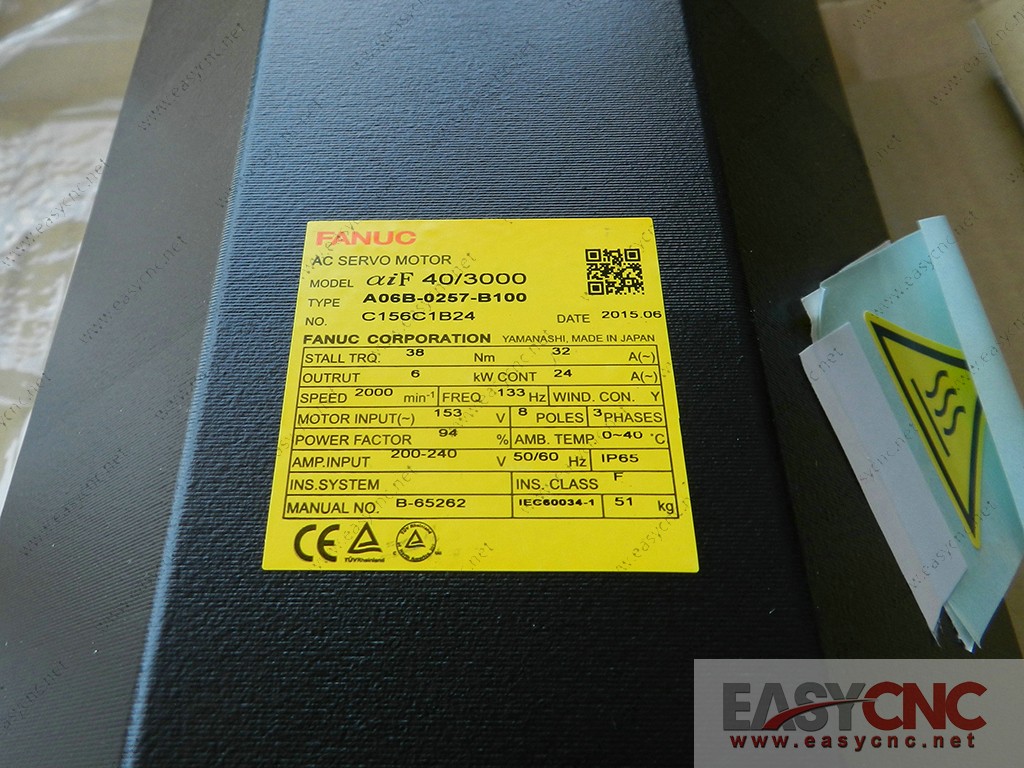 FANUC
AC SERVO MOTOR
MODEL αiF 40/3000
TYPE A06B-0257-B100
NO. C156C1B24 DATE 2015.06
FANUC CORPORATION YAMANASHI, MADE IN JAPAN
STALL TRQ. 38 Nm 32 A(~)
OUTPUT 6 kW CONT 24 A(~)
SPEED 2000 min-1 FREQ. 133 Hz WIND. CON. Y
MOTOR INPUT(~) 153 V 8 POLES 3 PHASES
POWER FACTOR 94 % AMB. TEMP. 0~40 °C
AMP.INPUT 200-240 V 50/60 Hz IP65
INS.SYSTEM INS. CLASS F
MANUAL NO. B-65262 IEC60034-1 51 kg
CE TÜVRheinland
EASYCNC
www.easycnc.net